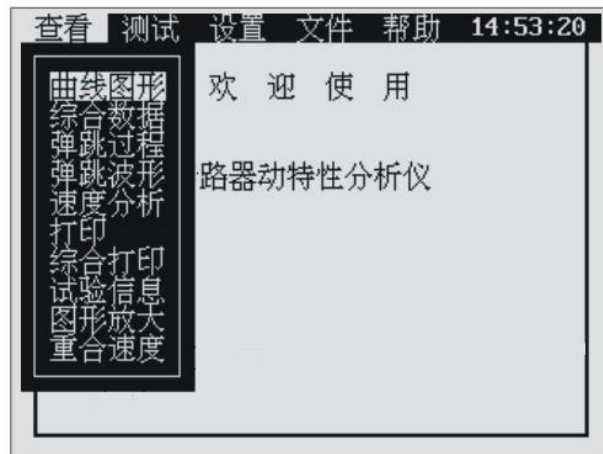 查看 测试 设置 文件 帮助 14:53:20
欢迎使用
路器动特性分析仪
曲线图形
综合数据
弹跳过程
弹跳波形
速度分析
打印
综合打印
试验信息
图形放大
重合速度